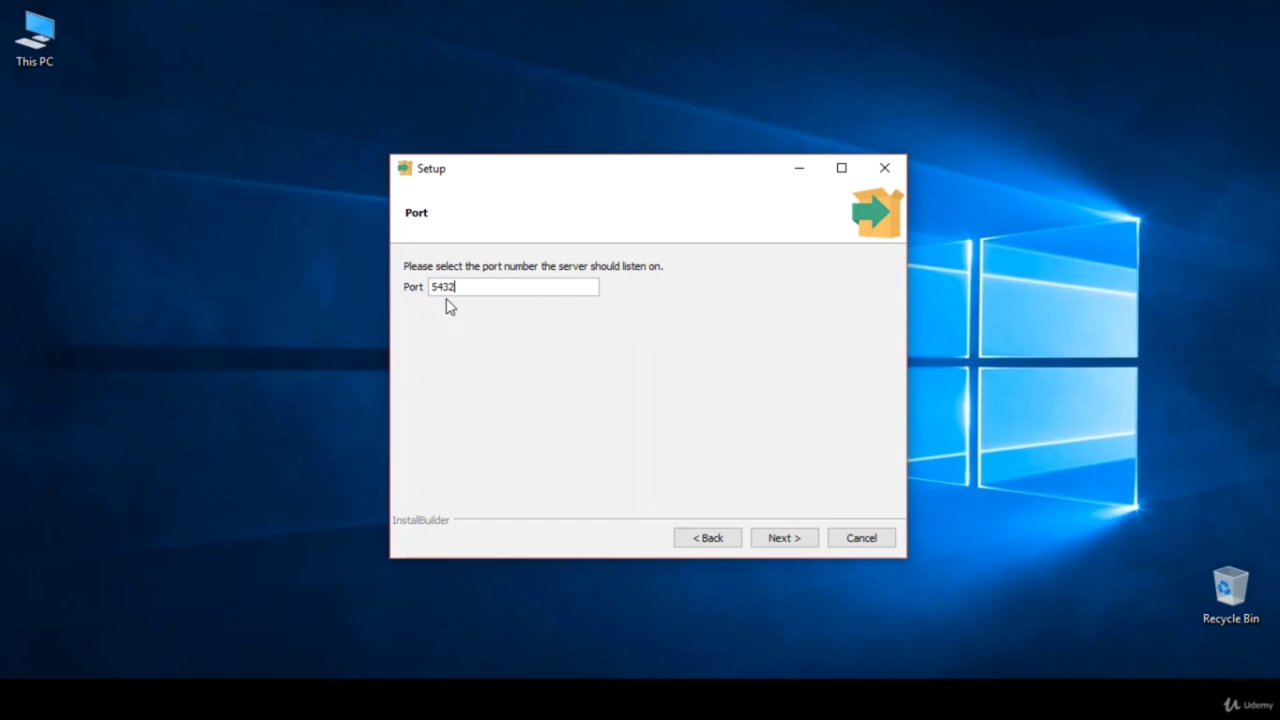 This PC
Setup
Port
Please select the port number the server should listen on.
Port 5432
InstallBuilder
< Back Next > Cancel
Recycle Bin
Udemy